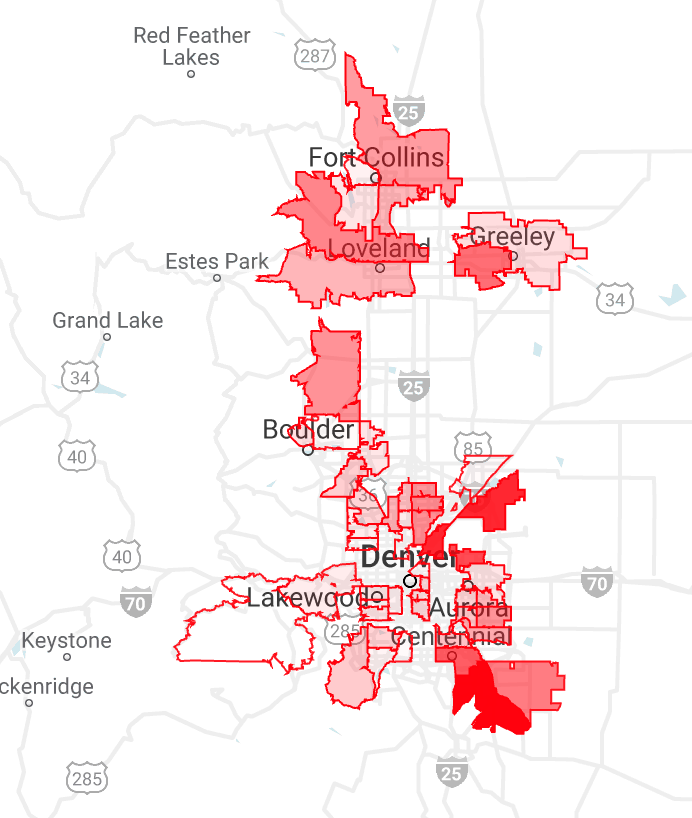 Red Feather
Lakes
287
25
Fort Collins
Greeley
Loveland
Estes Park
34
Grand Lake
34
25
Boulder
85
40
36
40
Denver
70
70
Lakewood
Aurora
285
Centennial
Keystone
ckenridge
285
25